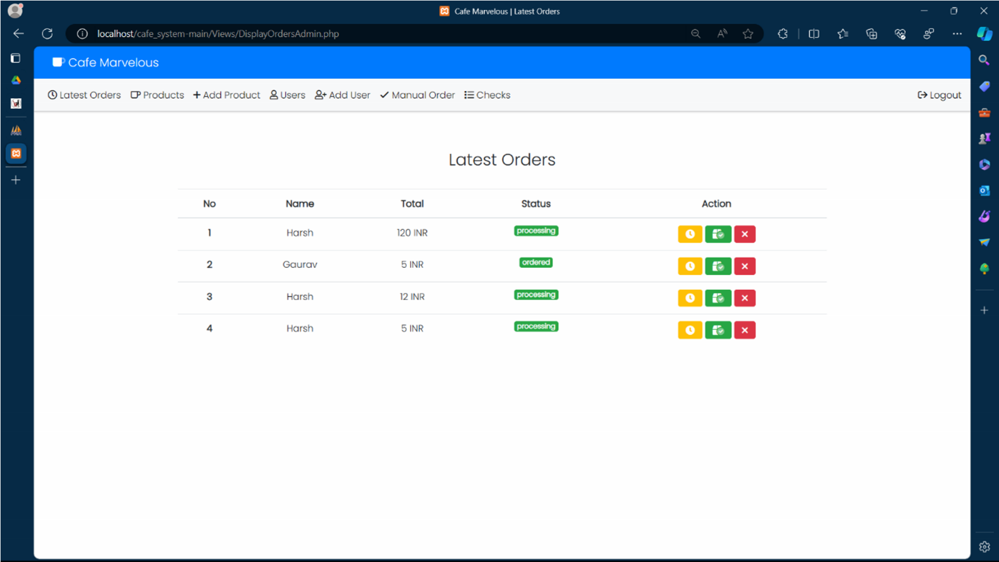 Cafe Marvelous | Latest Orders
localhost/cafe_system-main/Views/DisplayOrdersAdmin.php
Cafe Marvelous
Latest Orders Products Add Product Users Add User Manual Order Checks Logout
Latest Orders
No Name Total Status Action
1 Harsh 120 INR processing
2 Gaurav 5 INR ordered
3 Harsh 12 INR processing
4 Harsh 5 INR processing